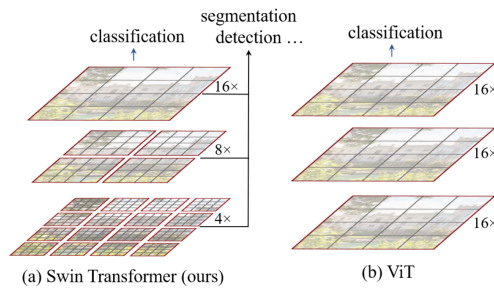 segmentation
classification
detection ...
classification
16×
16×
8×
16×
4×
16×
(a) Swin Transformer (ours)
(b) ViT